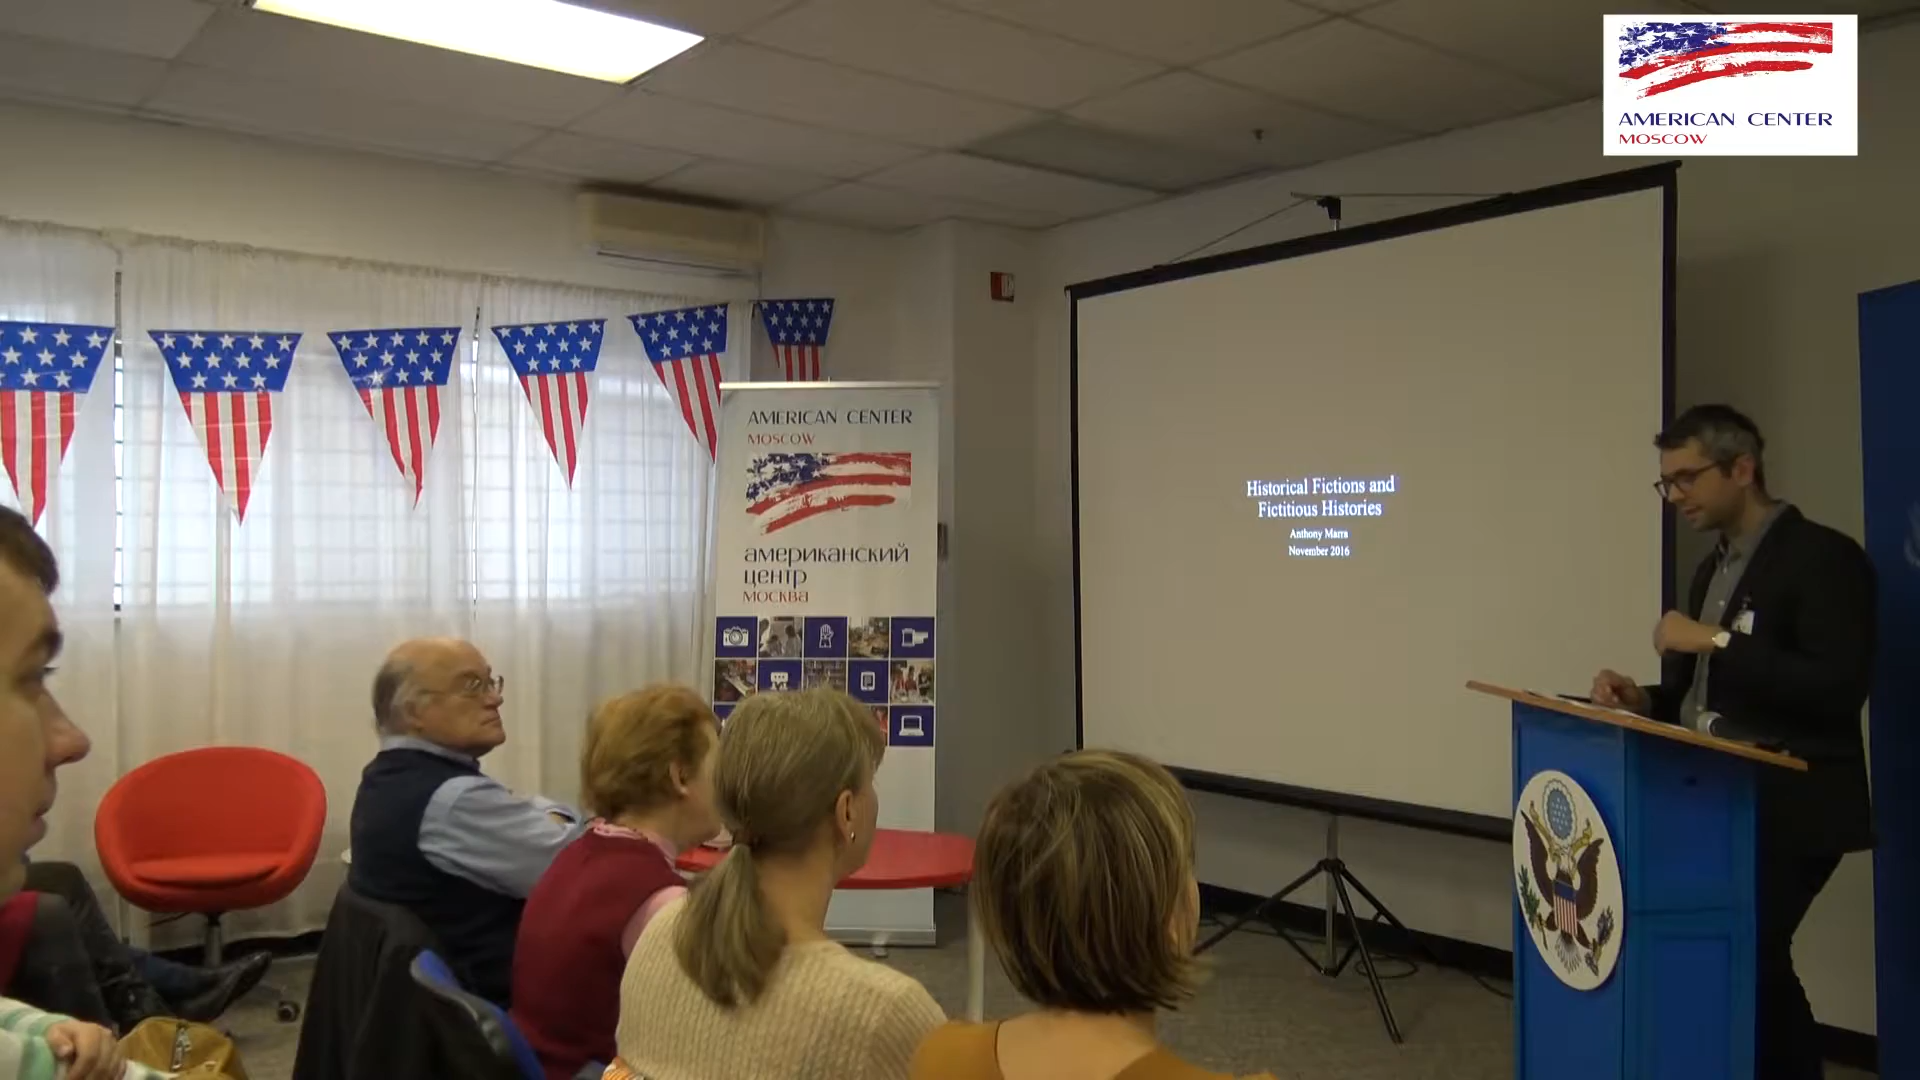 AMERICAN CENTER
MOSCOW
AMERICAN CENTER
MOSCOW
американский
центр
москва
Historical Fictions and
Fictitious Histories
Anthony Marra
November 2016